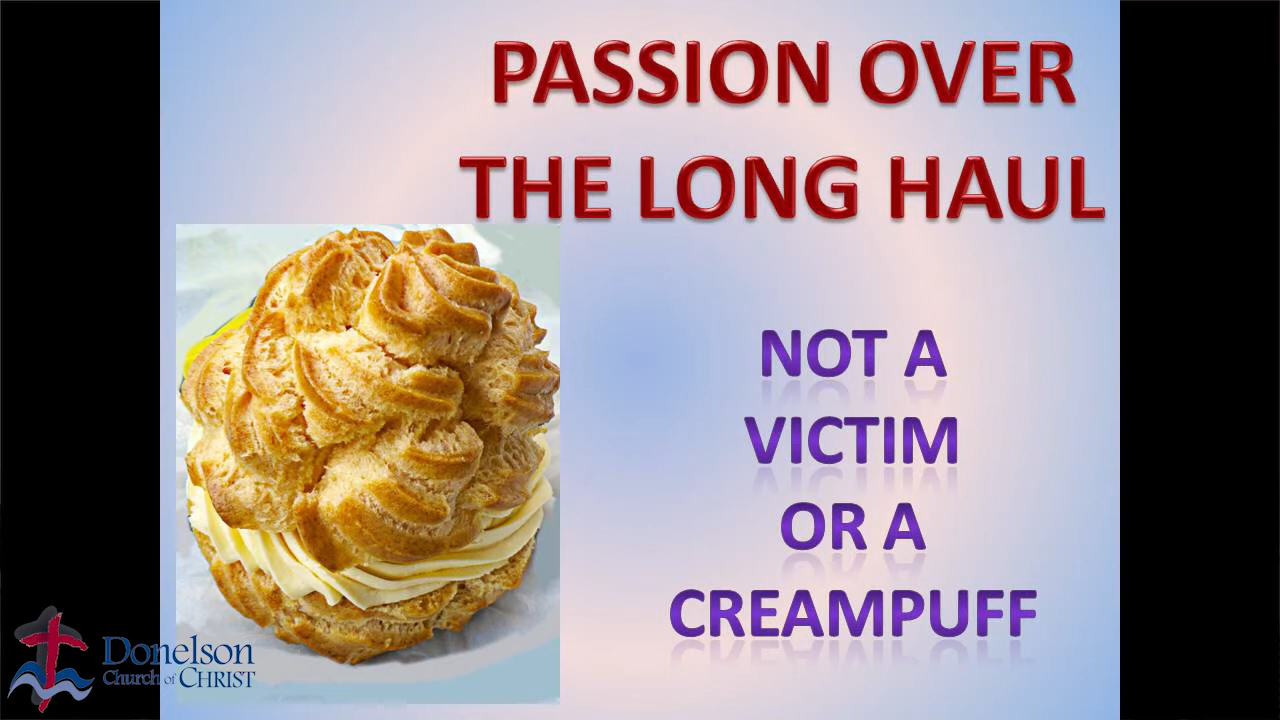 PASSION OVER
THE LONG HAUL
NOT A
VICTIM
OR A
CREAMPUFF
Donelson
Church of CHRIST